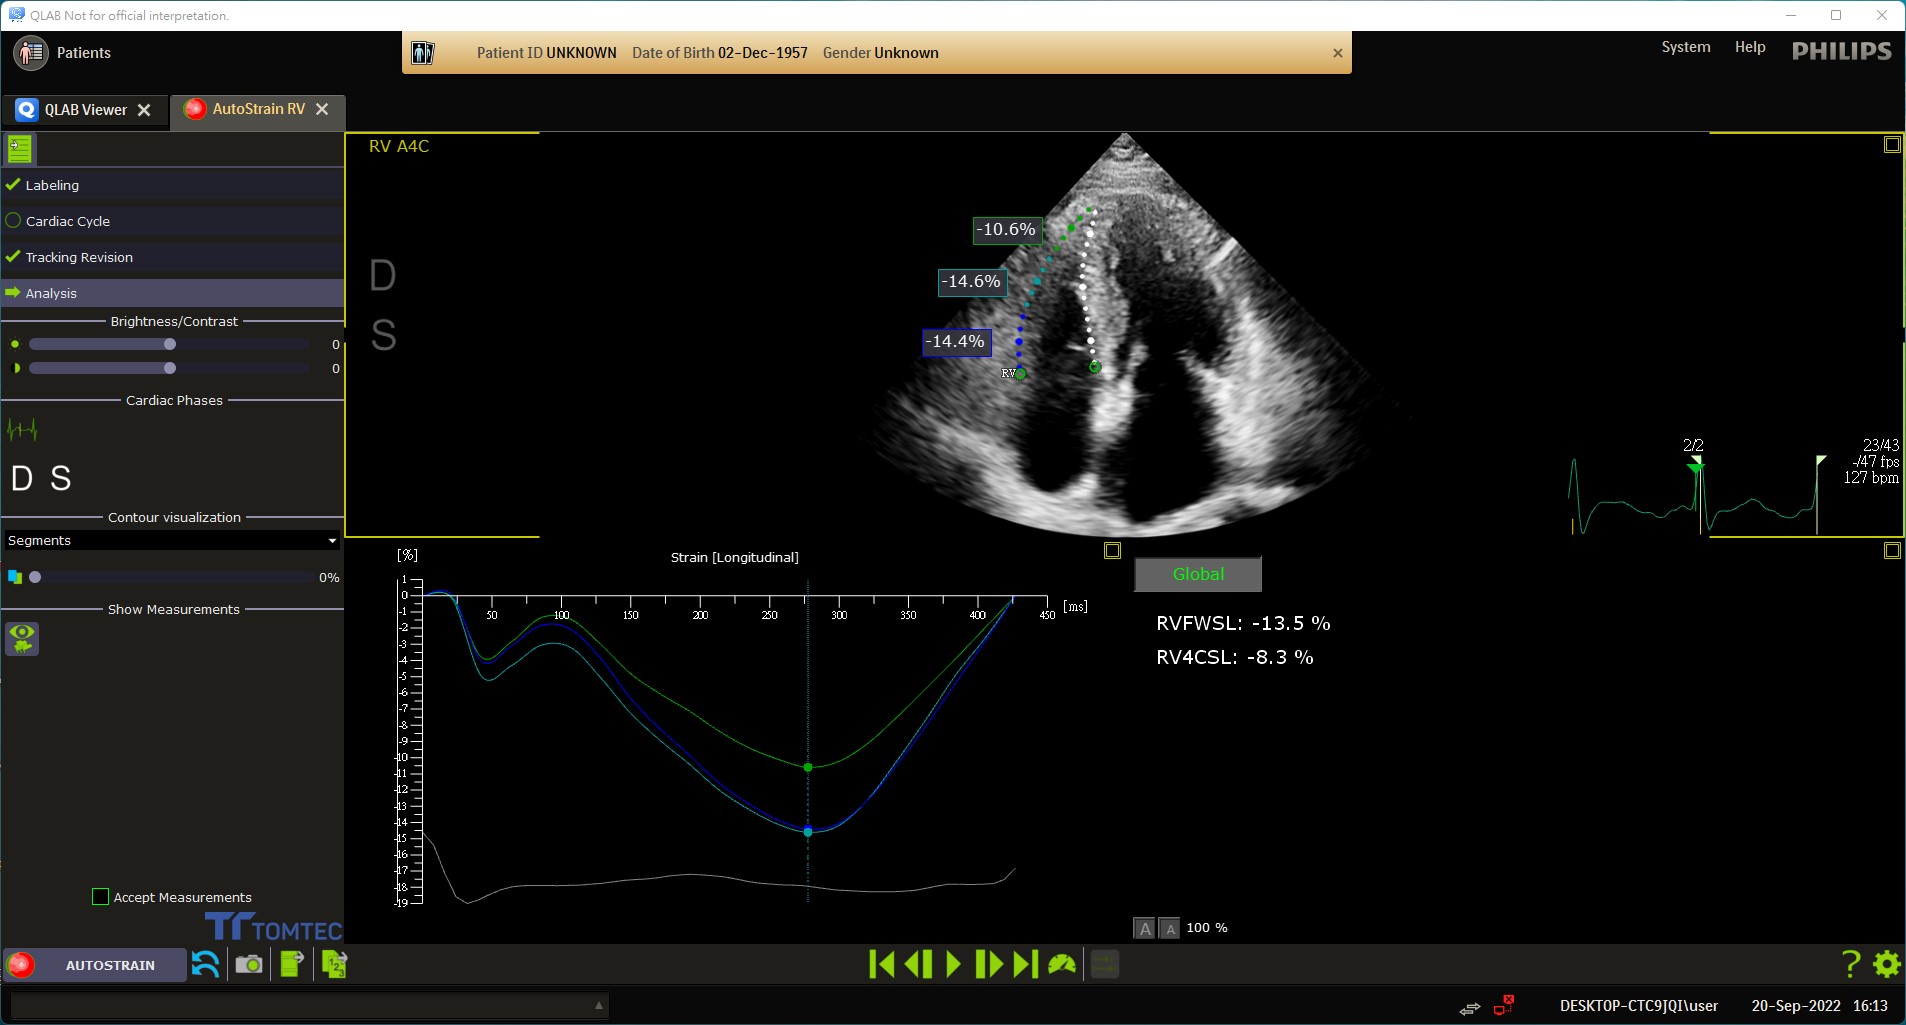 QLAB Not for official interpretation.
Patients
Patient ID UNKNOWN Date of Birth 02-Dec-1957 Gender Unknown
System Help PHILIPS
QLAB Viewer
AutoStrain RV
RV A4C
Labeling
Cardiac Cycle
Tracking Revision
Analysis
Brightness/Contrast
0
0
Cardiac Phases
D S
Contour visualization
Segments
0%
Show Measurements
Accept Measurements
TOMTEC
D
S
-10.6%
-14.6%
-14.4%
RV
2/2
23/43
-/47 fps
127 bpm
[%]
Strain [Longitudinal]
1
0
-1
-2
-3
-4
-5
-6
-7
-8
-9
-10
-11
-12
-13
-14
-15
-16
-17
-18
-19
50 100 150 200 250 300 350 400 450 [ms]
Global
RVFWSL: -13.5 %
RV4CSL: -8.3 %
A A 100 %
AUTOSTRAIN
1 2 3
?
DESKTOP-CTC9JQI\user 20-Sep-2022 16:13